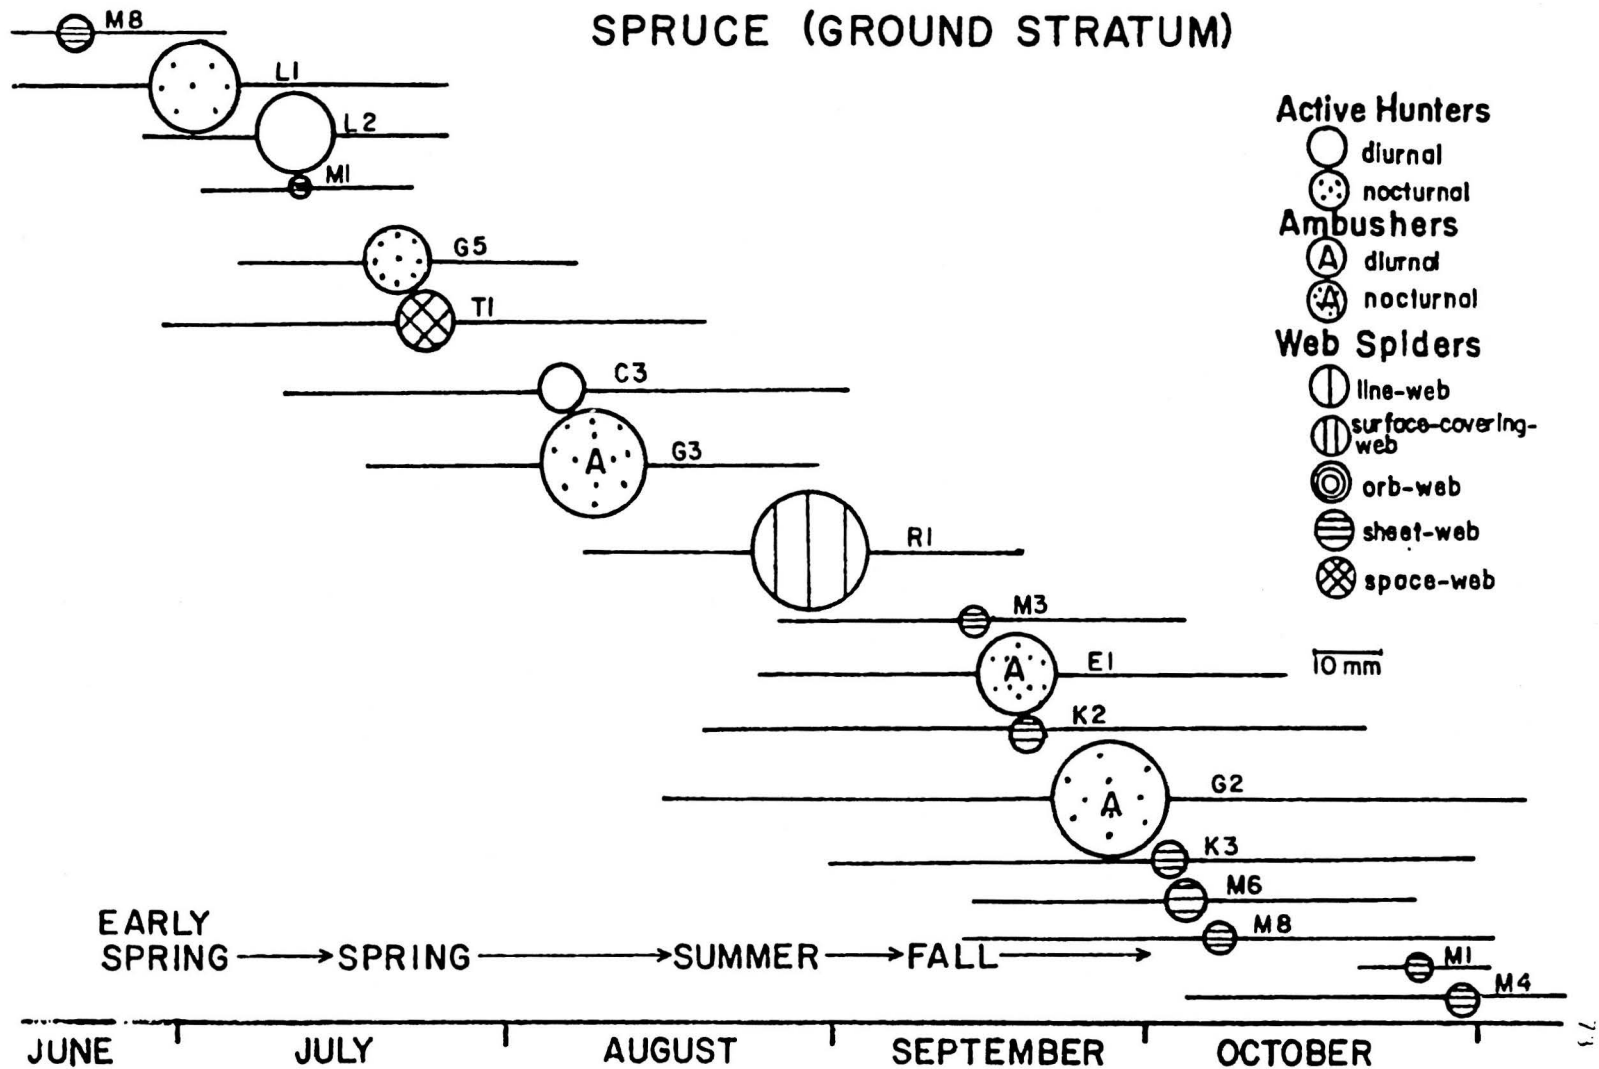 SPRUCE (GROUND STRATUM)
M8
L1
L2
M1
G5
T1
C3
A
G3
R1
M3
A
E1
K2
A
G2
K3
M6
M8
M1
M4
Active Hunters
diurnal
nocturnal
Ambushers
A diurnal
A nocturnal
Web Spiders
line-web
surface-covering-
web
orb-web
sheet-web
space-web
10 mm
EARLY
SPRING → SPRING → SUMMER → FALL →
JUNE JULY AUGUST SEPTEMBER OCTOBER
73